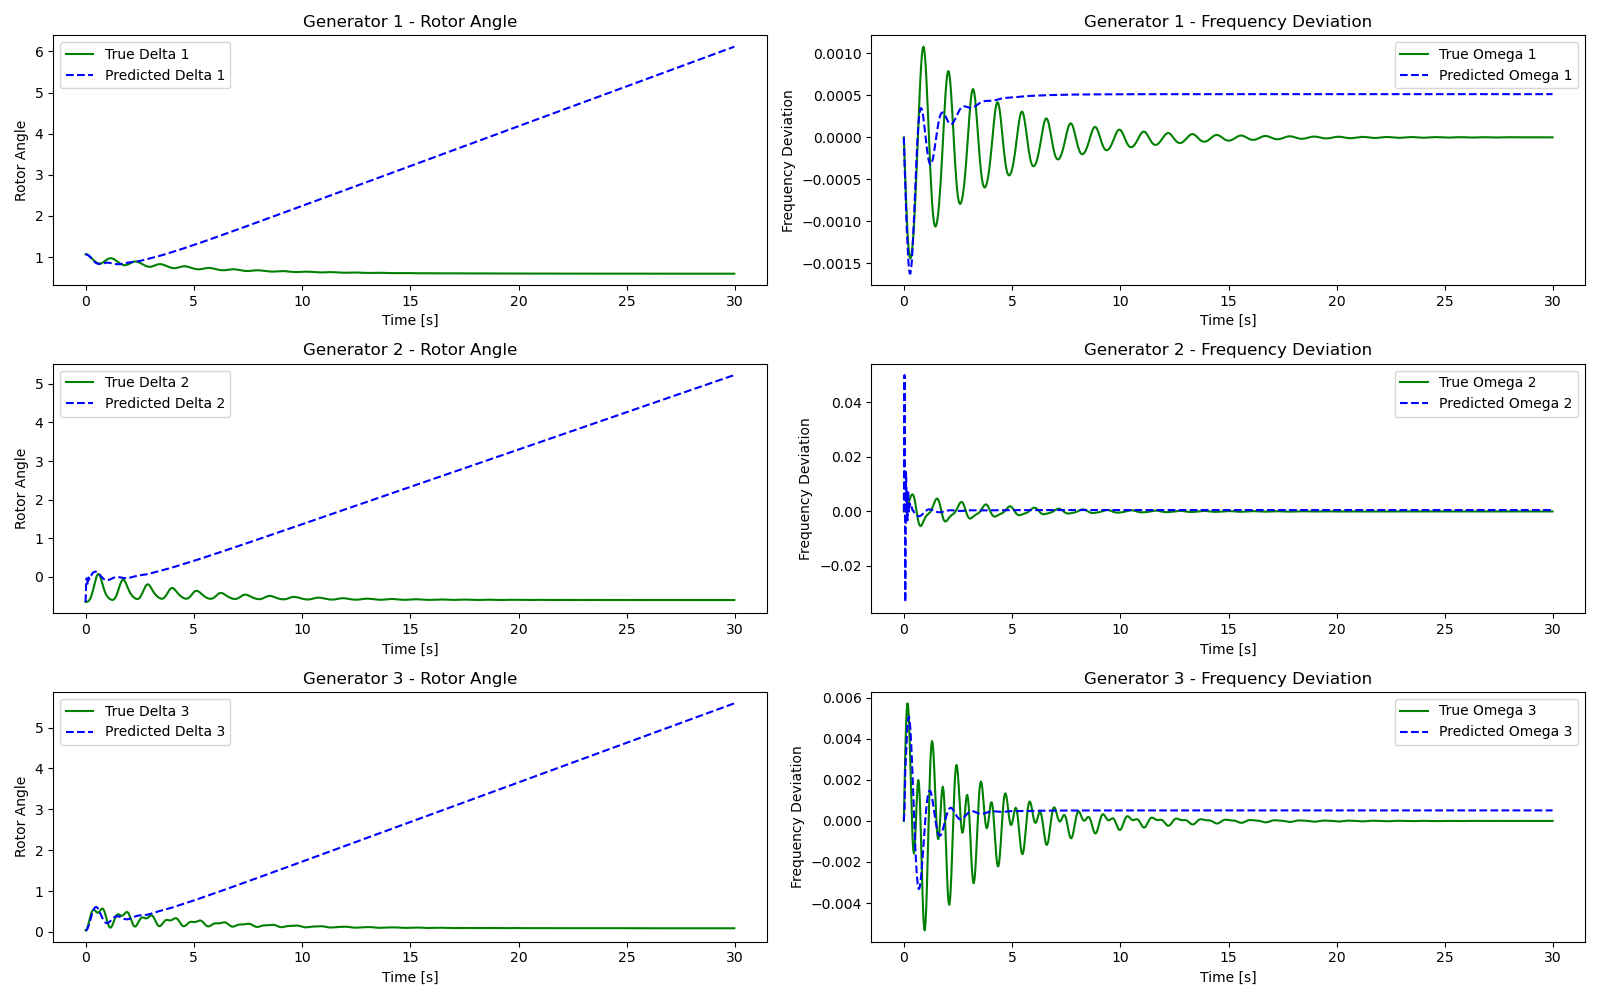 Generator 1 - Rotor Angle
True Delta 1
Predicted Delta 1
Rotor Angle
6
5
4
3
2
1
0
5
10
15
20
25
30
Time [s]
Generator 1 - Frequency Deviation
True Omega 1
Predicted Omega 1
Frequency Deviation
0.0010
0.0005
0.0000
−0.0005
−0.0010
−0.0015
0
5
10
15
20
25
30
Time [s]
Generator 2 - Rotor Angle
True Delta 2
Predicted Delta 2
Rotor Angle
5
4
3
2
1
0
0
5
10
15
20
25
30
Time [s]
Generator 2 - Frequency Deviation
True Omega 2
Predicted Omega 2
Frequency Deviation
0.04
0.02
0.00
−0.02
0
5
10
15
20
25
30
Time [s]
Generator 3 - Rotor Angle
True Delta 3
Predicted Delta 3
Rotor Angle
5
4
3
2
1
0
0
5
10
15
20
25
30
Time [s]
Generator 3 - Frequency Deviation
True Omega 3
Predicted Omega 3
Frequency Deviation
0.006
0.004
0.002
0.000
−0.002
−0.004
0
5
10
15
20
25
30
Time [s]